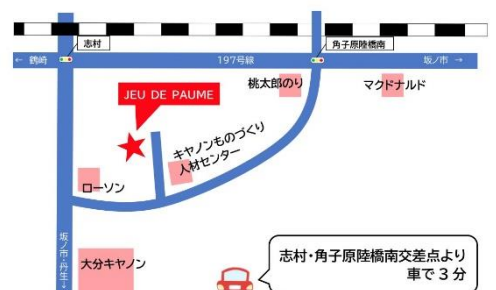 志村
角子原陸橋南
← 鶴崎
197号線
坂ノ市 →
JEU DE PAUME
桃太郎のり
マクドナルド
キヤノンものづくり
人材センター
ローソン
坂ノ市・丹生→
大分キヤノン
志村・角子原陸橋南交差点より
車で3分